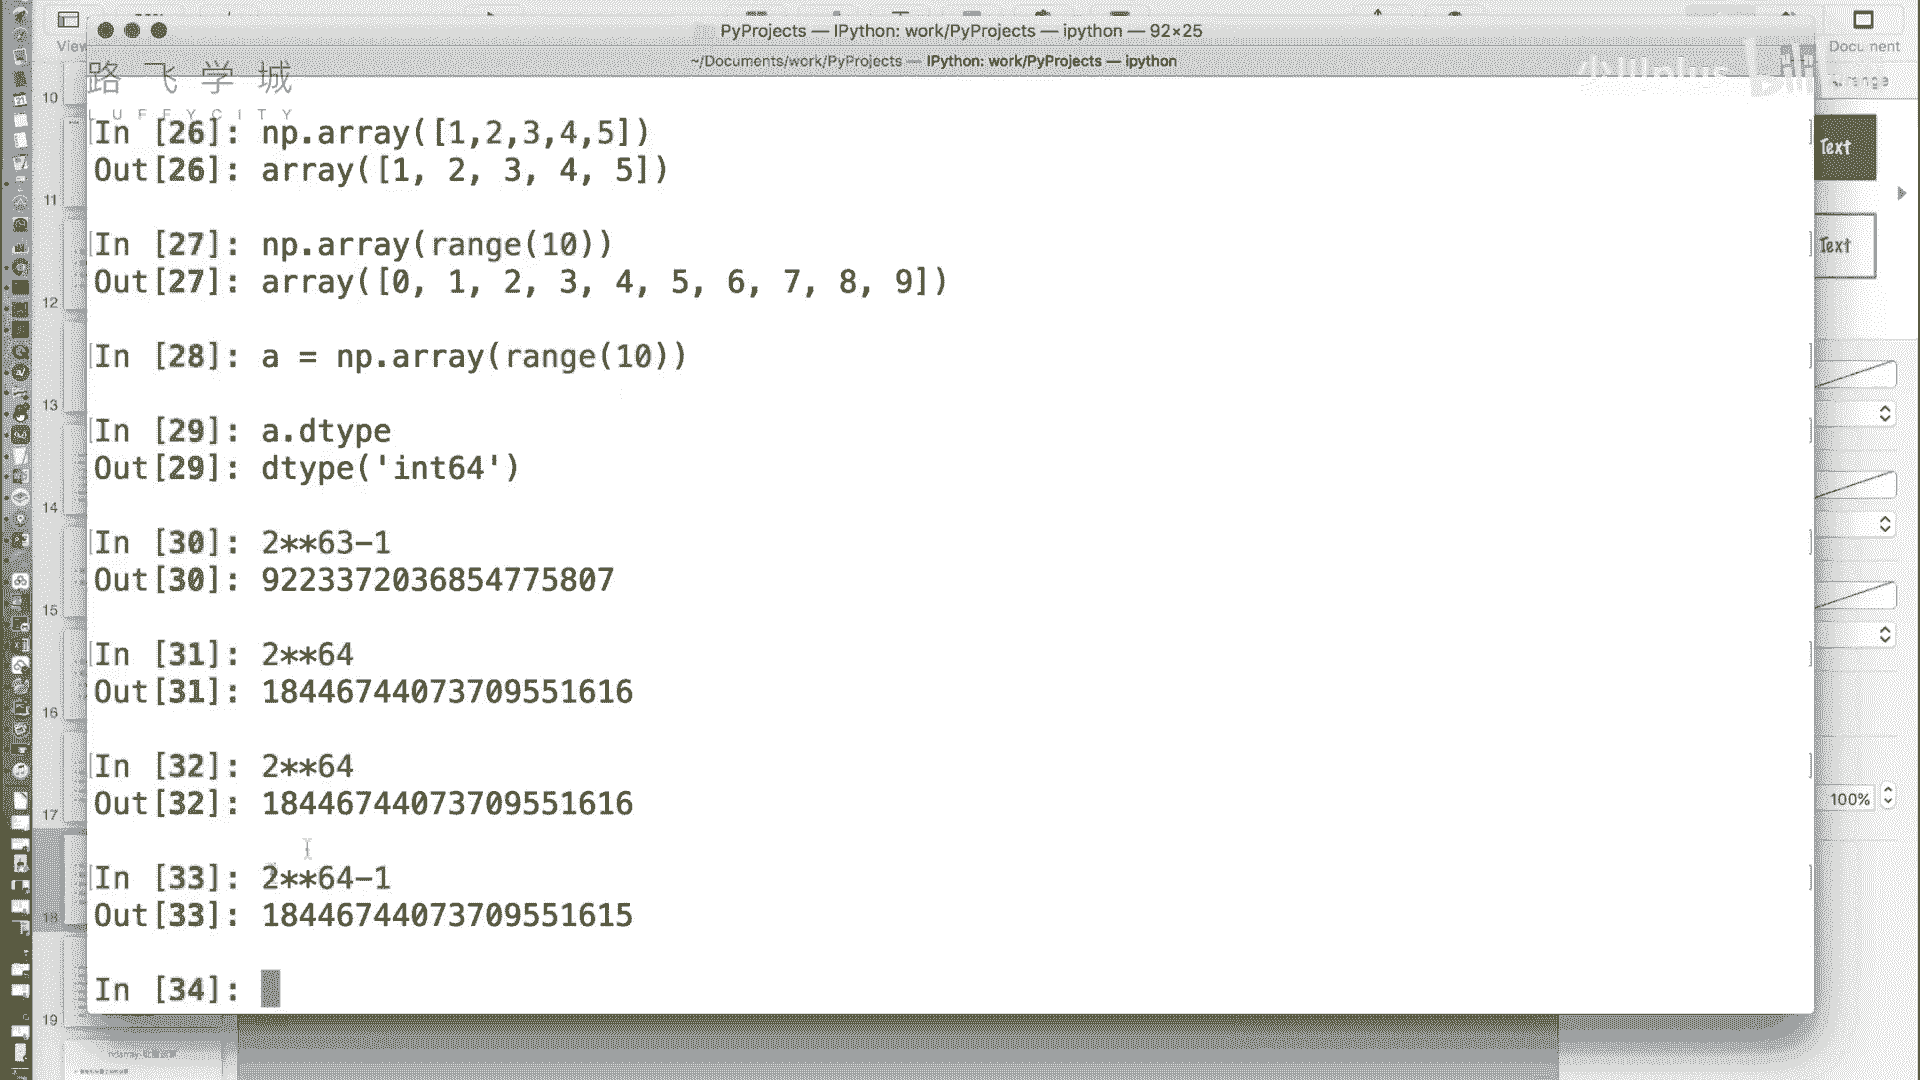 PyProjects — IPython: work/PyProjects — ipython — 92×25
View
Document
~/Documents/work/PyProjects — IPython: work/PyProjects — ipython
路飞学城
LUFFYCITY
In [26]: np.array([1,2,3,4,5])
Out[26]: array([1, 2, 3, 4, 5])
In [27]: np.array(range(10))
Out[27]: array([0, 1, 2, 3, 4, 5, 6, 7, 8, 9])
In [28]: a = np.array(range(10))
In [29]: a.dtype
Out[29]: dtype('int64')
In [30]: 2**63-1
Out[30]: 9223372036854775807
In [31]: 2**64
Out[31]: 18446744073709551616
In [32]: 2**64
Out[32]: 18446744073709551616
In [33]: 2**64-1
Out[33]: 18446744073709551615
In [34]:
10
11
12
13
14
15
16
17
18
19
Text
Text
100%
ndarray